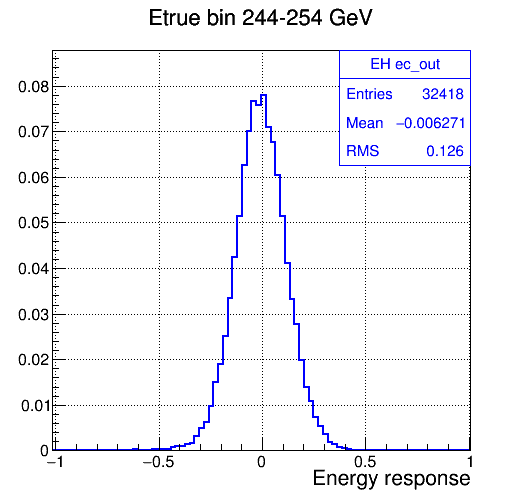 Etrue bin 244-254 GeV
EH ec_out
Entries 32418
Mean −0.006271
RMS 0.126
0.08
0.07
0.06
0.05
0.04
0.03
0.02
0.01
0
−1 −0.5 0 0.5 1
Energy response